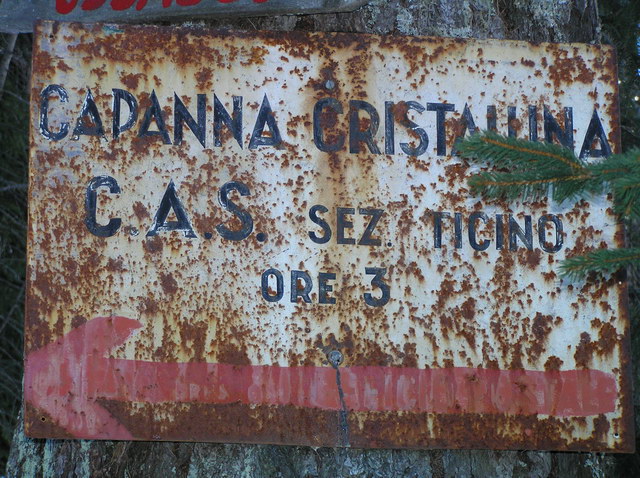 CAPANNA CRISTALLINA
C.A.S. SEZ. TICINO
ORE 3